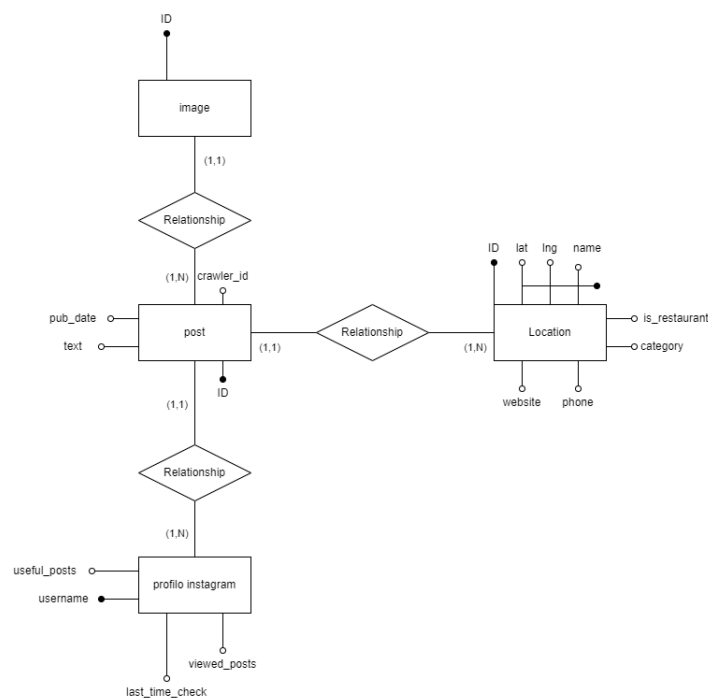 ID
image
(1,1)
Relationship
(1,N)
crawler_id
ID
lat
lng
name
pub_date
text
post
(1,1)
Relationship
(1,N)
Location
is_restaurant
category
ID
website
phone
(1,1)
Relationship
(1,N)
useful_posts
username
profilo instagram
viewed_posts
last_time_check